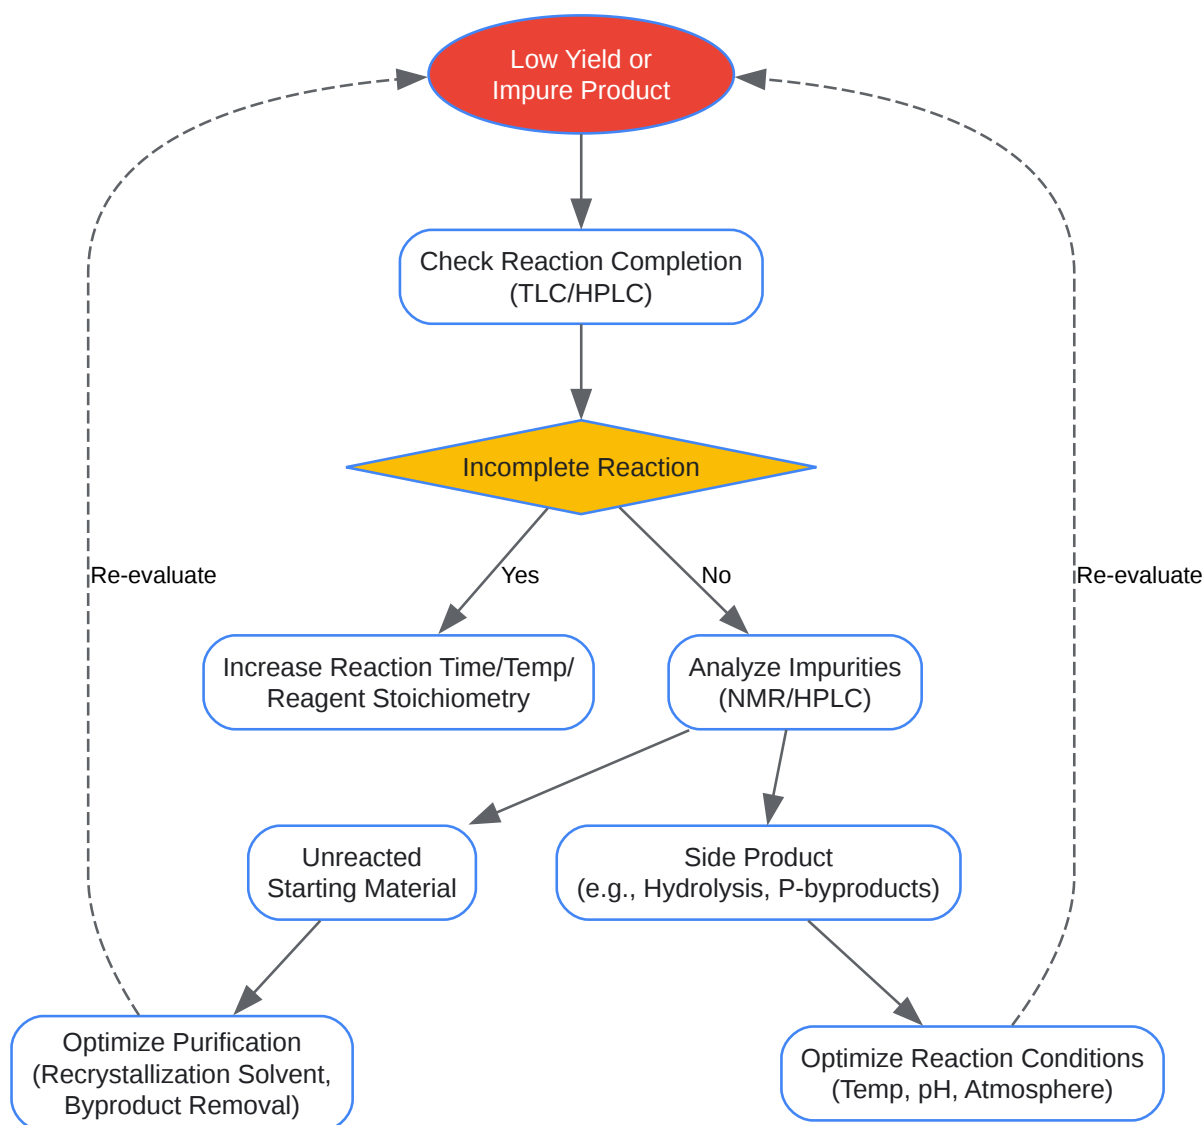 Low Yield or
Impure Product
Check Reaction Completion
(TLC/HPLC)
Incomplete Reaction
Re-evaluate
Yes
No
Re-evaluate
Increase Reaction Time/Temp/
Reagent Stoichiometry
Analyze Impurities
(NMR/HPLC)
Unreacted
Starting Material
Side Product
(e.g., Hydrolysis, P-byproducts)
Optimize Purification
(Recrystallization Solvent,
Byproduct Removal)
Optimize Reaction Conditions
(Temp, pH, Atmosphere)